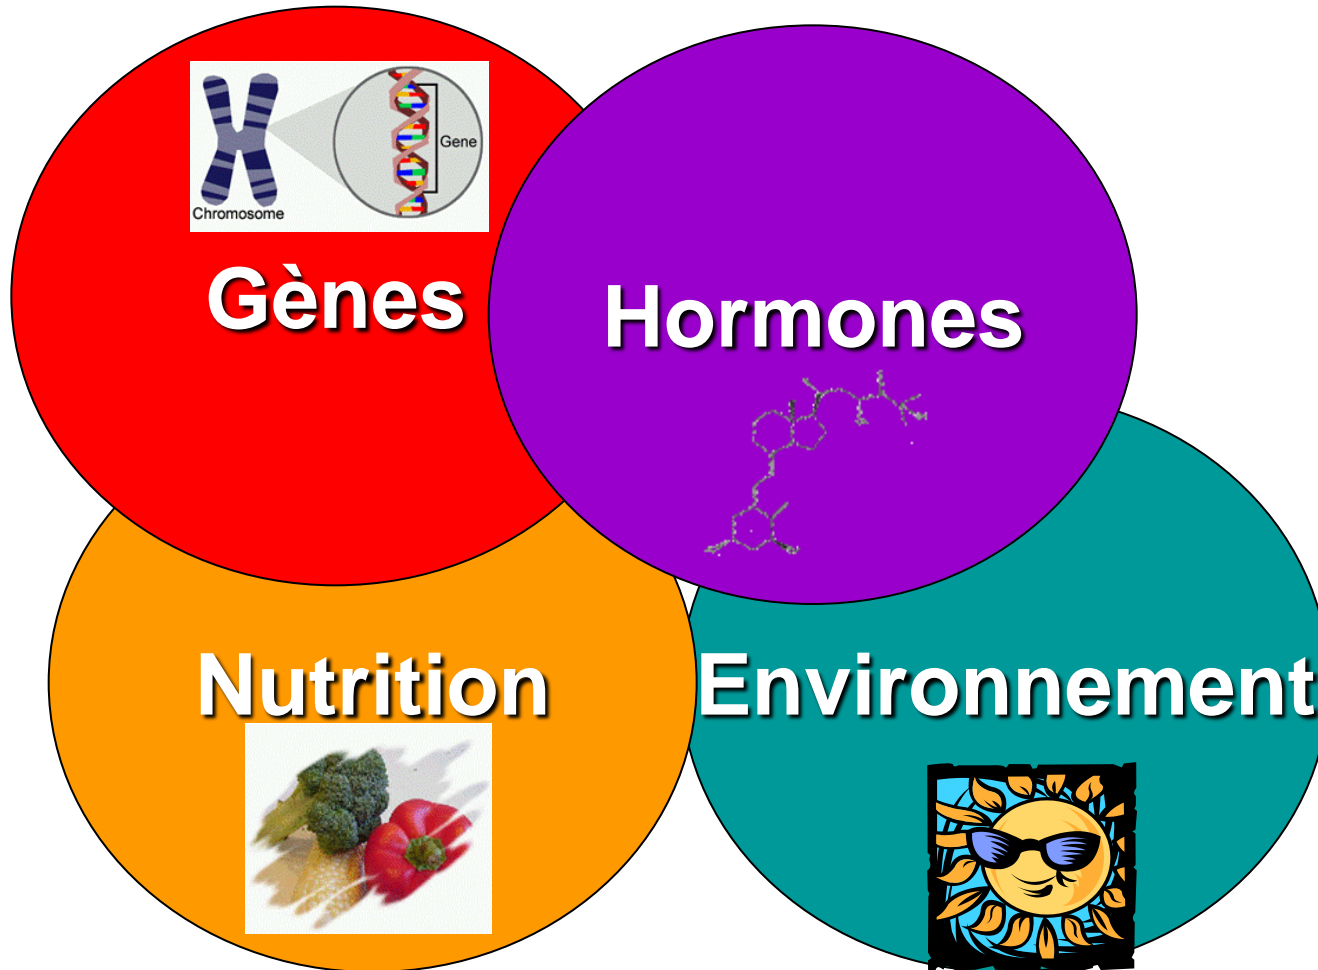 Gene
Chromosome
Gènes
Hormones
Nutrition
Environnement